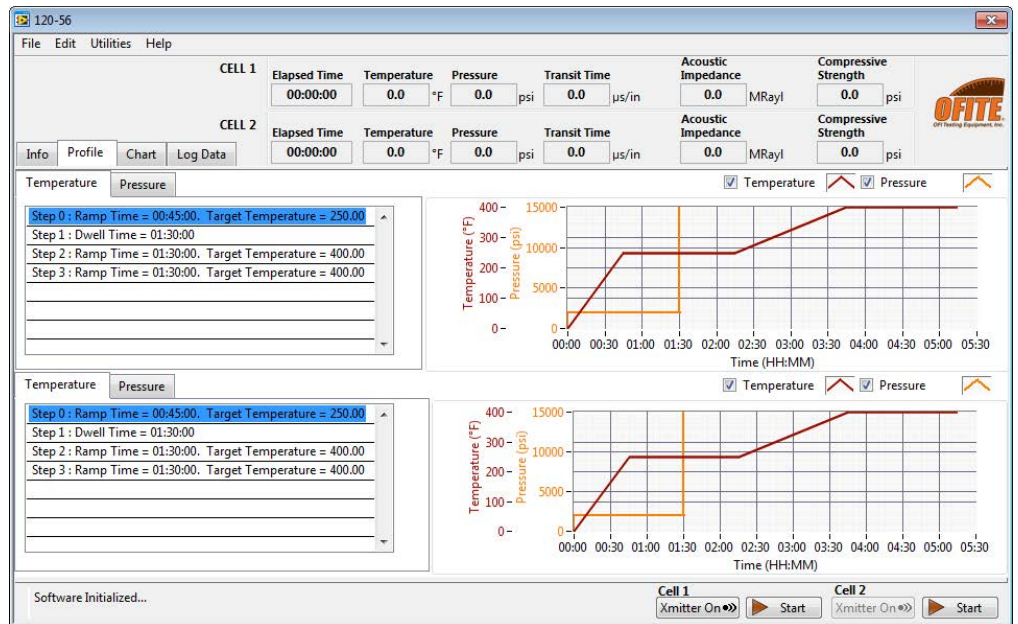 120-56
File Edit Utilities Help
CELL 1
Elapsed Time Temperature Pressure Transit Time Acoustic Impedance Compressive Strength
00:00:00 0.0 °F 0.0 psi 0.0 µs/in 0.0 MRayl 0.0 psi
OFITE
OFI Testing Equipment, Inc.
CELL 2
Elapsed Time Temperature Pressure Transit Time Acoustic Impedance Compressive Strength
00:00:00 0.0 °F 0.0 psi 0.0 µs/in 0.0 MRayl 0.0 psi
Info Profile Chart Log Data
Temperature Pressure
Temperature Pressure
Step 0 : Ramp Time = 00:45:00. Target Temperature = 250.00
Step 1 : Dwell Time = 01:30:00
Step 2 : Ramp Time = 01:30:00. Target Temperature = 400.00
Step 3 : Ramp Time = 01:30:00. Target Temperature = 400.00
Temperature (°F)
400
300
200
100
0
Pressure (psi)
15000
10000
5000
0
00:00 00:30 01:00 01:30 02:00 02:30 03:00 03:30 04:00 04:30 05:00 05:30
Time (HH:MM)
Temperature Pressure
Temperature Pressure
Step 0 : Ramp Time = 00:45:00. Target Temperature = 250.00
Step 1 : Dwell Time = 01:30:00
Step 2 : Ramp Time = 01:30:00. Target Temperature = 400.00
Step 3 : Ramp Time = 01:30:00. Target Temperature = 400.00
Temperature (°F)
400
300
200
100
0
Pressure (psi)
15000
10000
5000
0
00:00 00:30 01:00 01:30 02:00 02:30 03:00 03:30 04:00 04:30 05:00 05:30
Time (HH:MM)
Software Initialized...
Cell 1
Xmitter On Start
Cell 2
Xmitter On Start